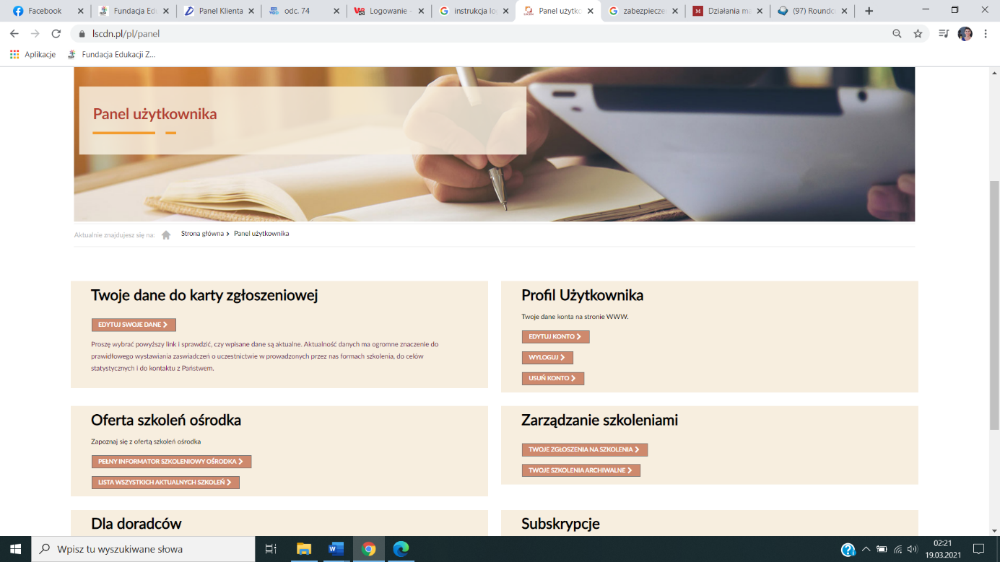 Facebook
Fundacja Edu
Panel Klienta
odc. 74
Logowanie -
instrukcja lo
Panel użytko
zabezpiecze
Działania ma
(97) Roundc
lscdn.pl/pl/panel
Aplikacje
Fundacja Edukacji Z...
Panel użytkownika
Aktualnie znajdujesz się na: Strona główna > Panel użytkownika
Twoje dane do karty zgłoszeniowej
EDYTUJ SWOJE DANE
Proszę wybrać powyższy link i sprawdzić, czy wpisane dane są aktualne. Aktualność danych ma ogromne znaczenie do
prawidłowego wystawiania zaswiadczeń o uczestnictwie w prowadzonych przez nas formach szkolenia, do celów
statystycznych i do kontaktu z Państwem.
Profil Użytkownika
Twoje dane konta na stronie WWW.
EDYTUJ KONTO
WYLOGUJ
USUŃ KONTO
Oferta szkoleń ośrodka
Zapoznaj się z ofertą szkoleń ośrodka
PEŁNY INFORMATOR SZKOLENIOWY OŚRODKA
LISTA WSZYSTKICH AKTUALNYCH SZKOLEŃ
Zarządzanie szkoleniami
TWOJE ZGŁOSZENIA NA SZKOLENIA
TWOJE SZKOLENIA ARCHIWALNE
Dla doradców
Subskrypcje
Wpisz tu wyszukiwane słowa
02:21
19.03.2021